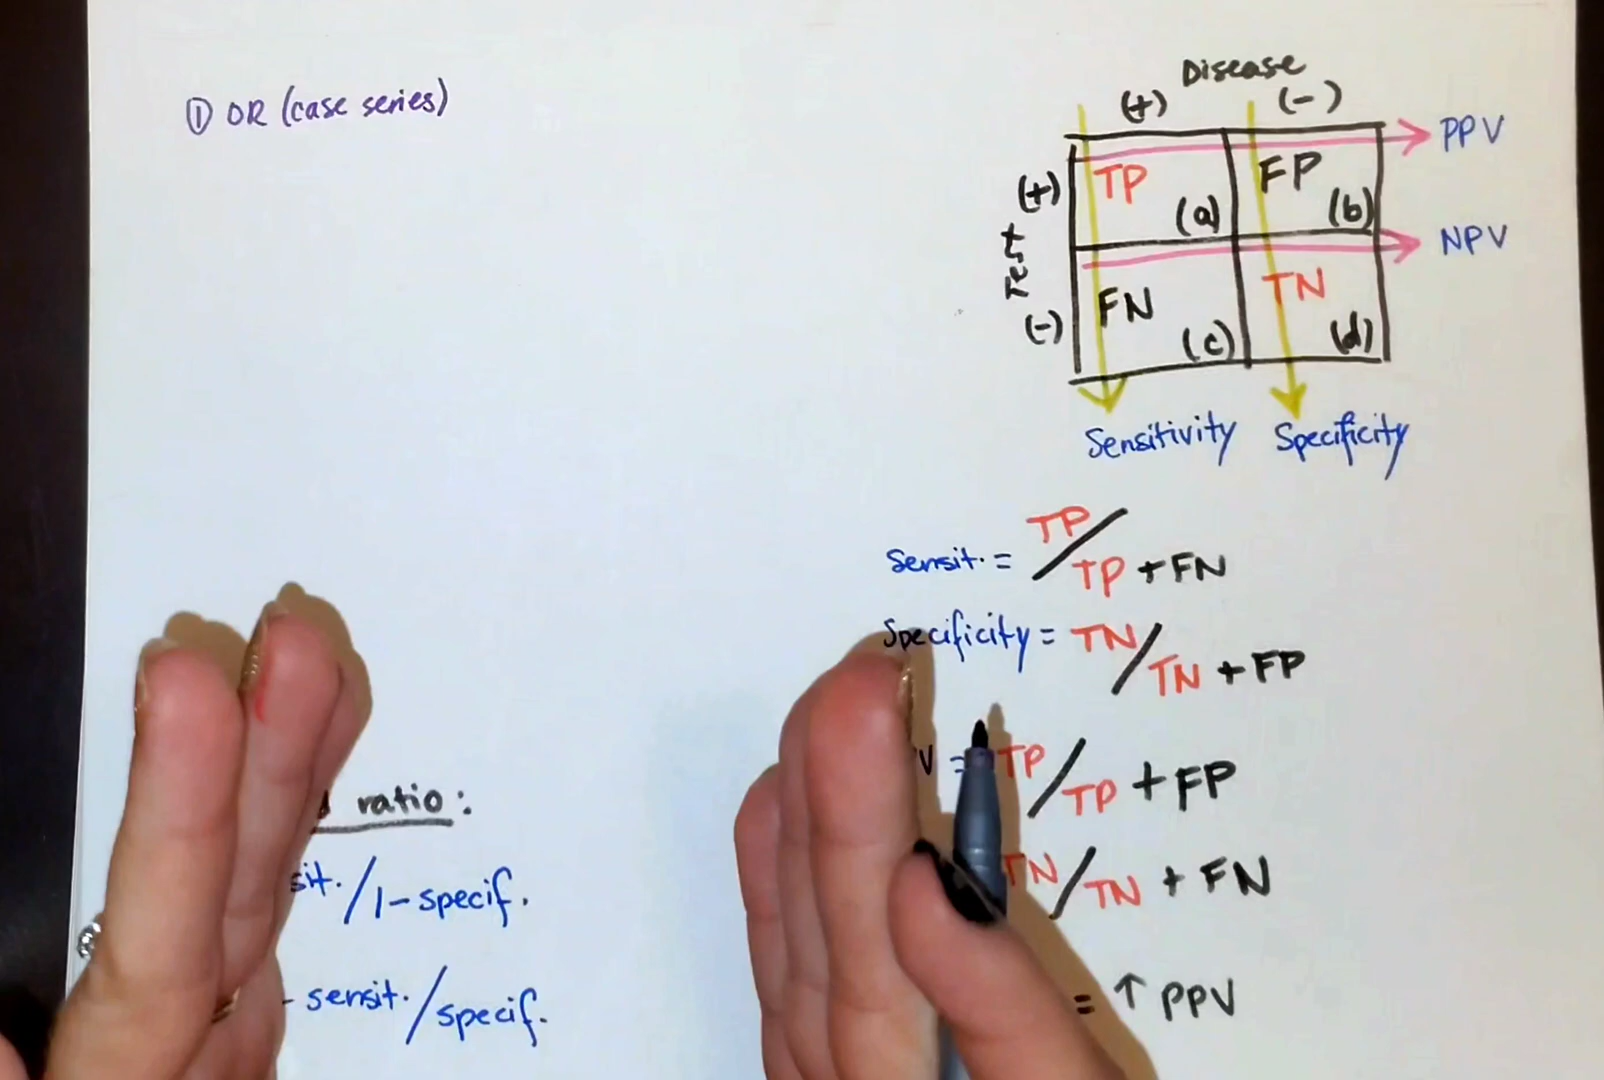 ① OR (case series)
Disease
(+) (-)
(+) TP (a) FP (b) PPV
Test
NPV
(-) FN (c) TN (d)
Sensitivity Specificity
Sensit. = TP/TP + FN
Specificity = TN/TN + FP
V = TP/TP + FP
TN/TN + FN
= ↑ PPV
ratio:
sit./1- specif.
- sensit./specif.